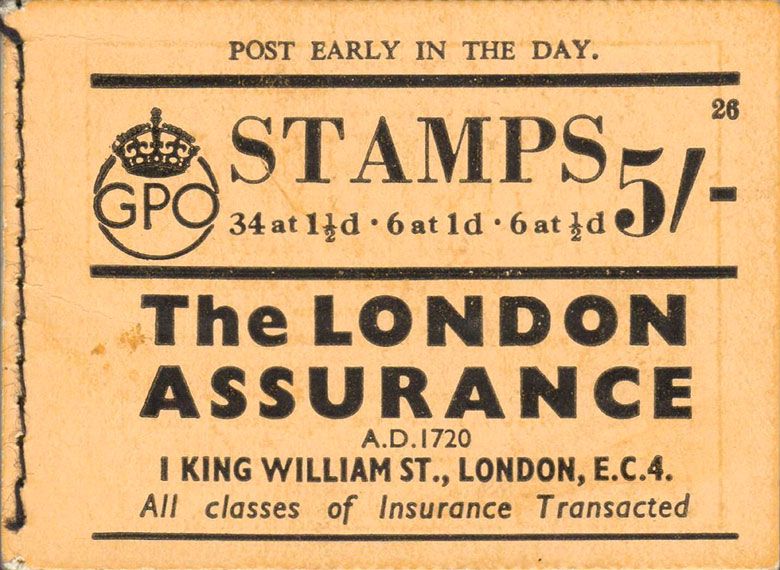 POST EARLY IN THE DAY.
26
GPO
STAMPS 5/-
34 at 1½d · 6 at 1d · 6 at ½d
The LONDON
ASSURANCE
A.D.1720
1 KING WILLIAM ST., LONDON, E.C.4.
All classes of Insurance Transacted